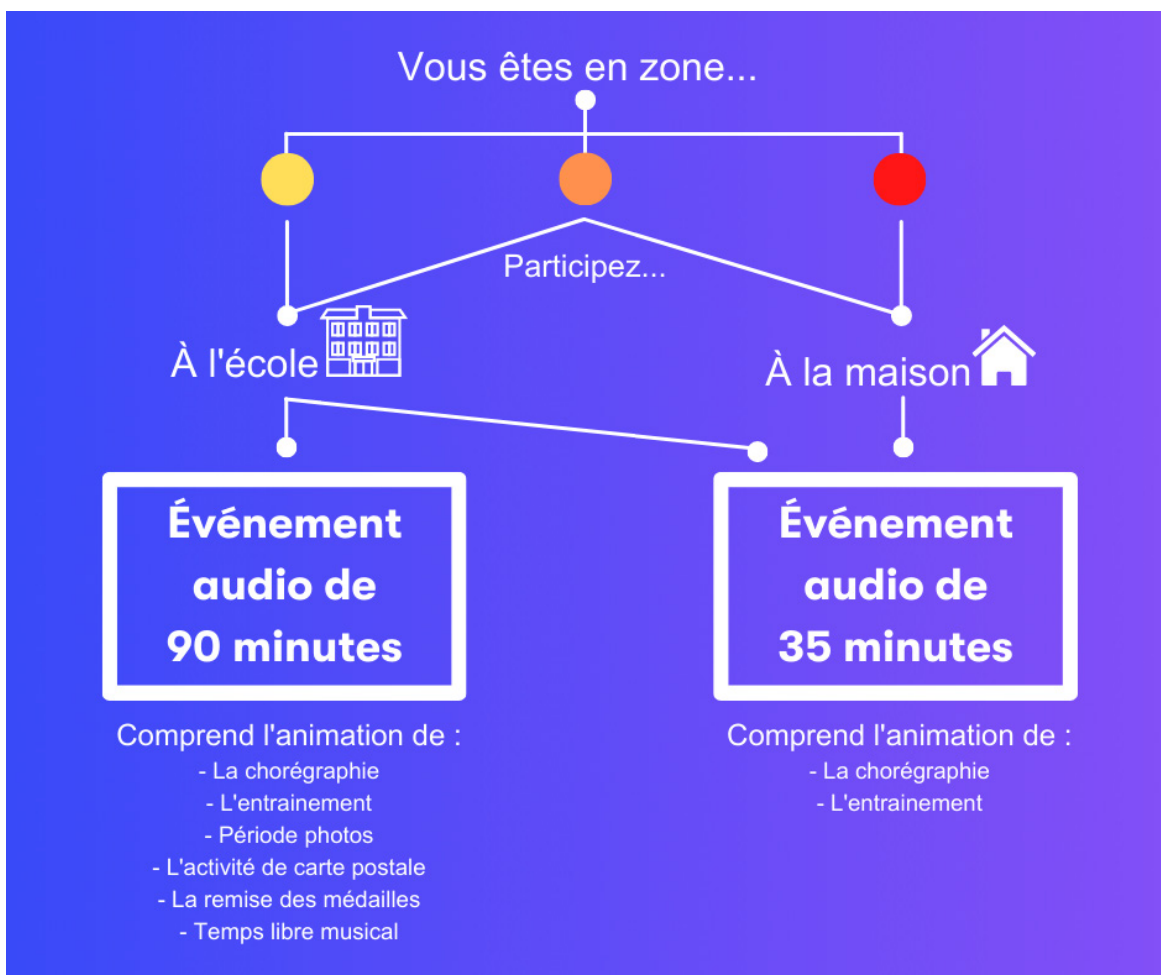 Vous êtes en zone...
Participez...
À l'école
À la maison
Événement
audio de
90 minutes
Comprend l'animation de :
- La chorégraphie
- L'entrainement
- Période photos
- L'activité de carte postale
- La remise des médailles
- Temps libre musical
Événement
audio de
35 minutes
Comprend l'animation de :
- La chorégraphie
- L'entrainement